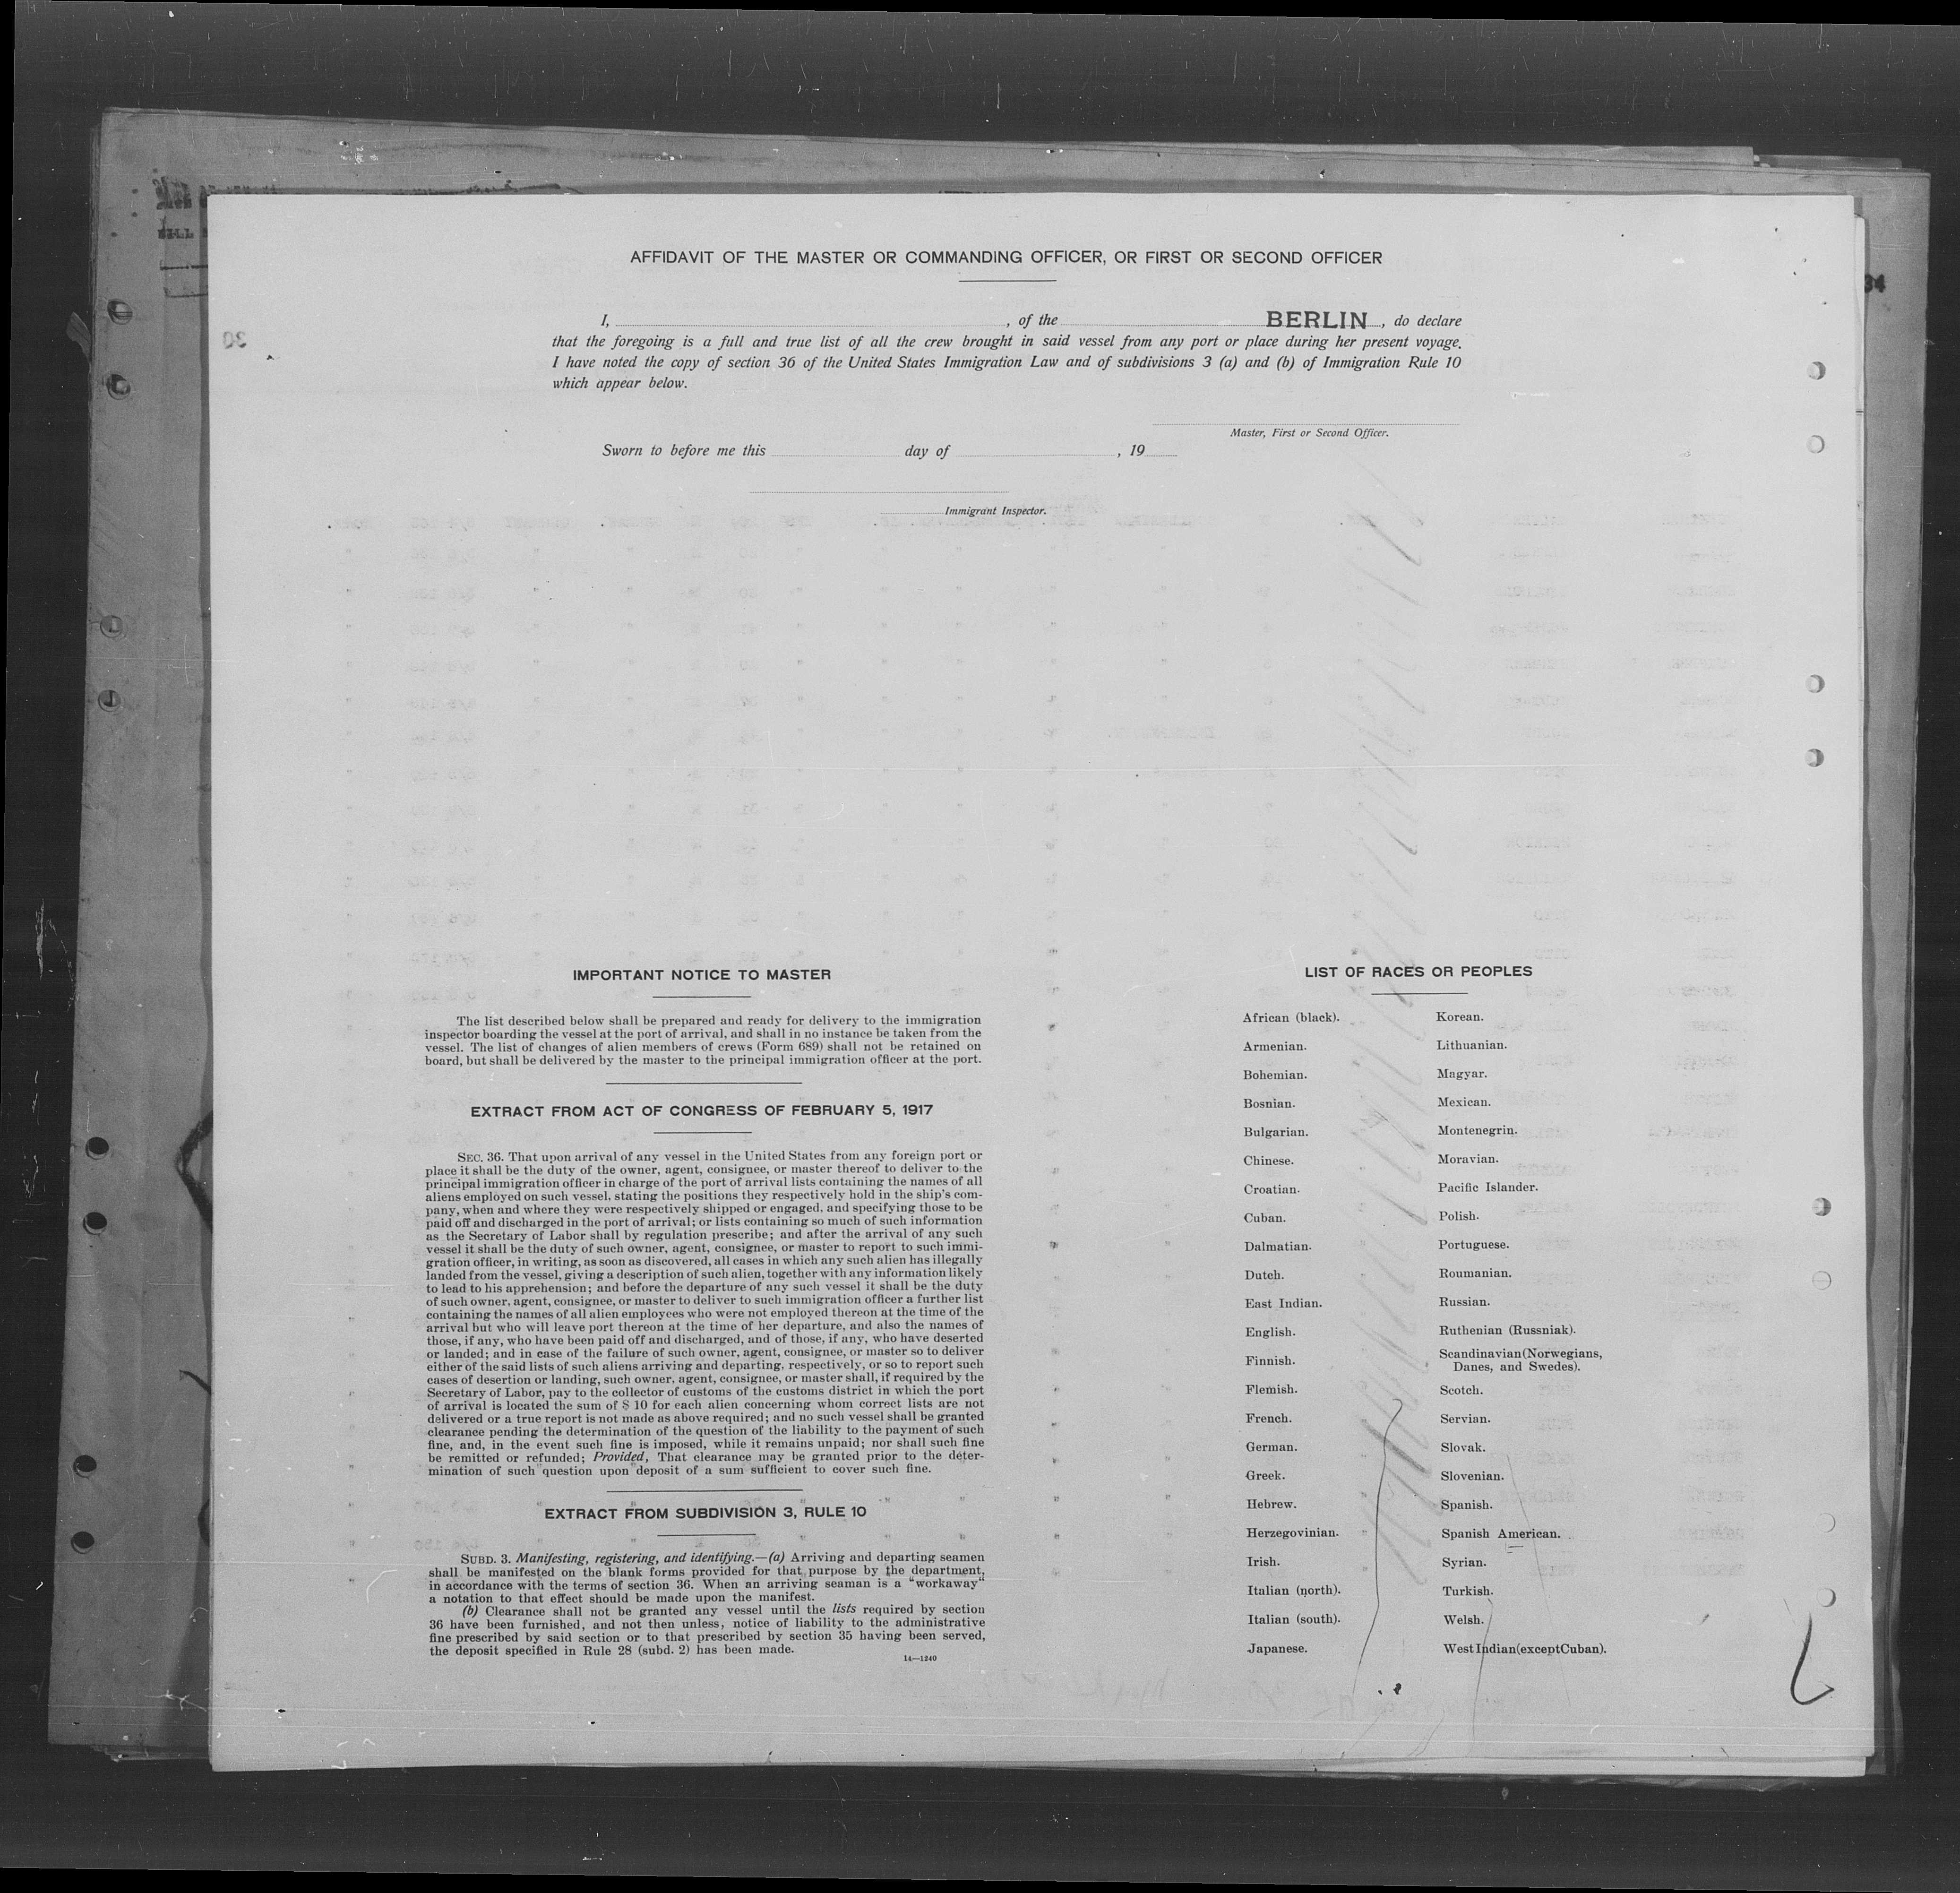 AFFIDAVIT OF THE MASTER OR COMMANDING OFFICER, OR FIRST OR SECOND OFFICER
I, , of the BERLIN , do declare
that the foregoing is a full and true list of all the crew brought in said vessel from any port or place during her present voyage.
I have noted the copy of section 36 of the United States Immigration Law and of subdivisions 3 (a) and (b) of Immigration Rule 10
which appear below.
Master, First or Second Officer.
Sworn to before me this day of , 19
Immigrant Inspector.
IMPORTANT NOTICE TO MASTER
The list described below shall be prepared and ready for delivery to the immigration
inspector boarding the vessel at the port of arrival, and shall in no instance be taken from the
vessel. The list of changes of alien members of crews (Form 689) shall not be retained on
board, but shall be delivered by the master to the principal immigration officer at the port.
EXTRACT FROM ACT OF CONGRESS OF FEBRUARY 5, 1917
SEC. 36. That upon arrival of any vessel in the United States from any foreign port or
place it shall be the duty of the owner, agent, consignee, or master thereof to deliver to the
principal immigration officer in charge of the port of arrival lists containing the names of all
aliens employed on such vessel, stating the positions they respectively hold in the ship's com-
pany, when and where they were respectively shipped or engaged, and specifying those to be
paid off and discharged in the port of arrival; or lists containing so much of such information
as the Secretary of Labor shall by regulation prescribe; and after the arrival of any such
vessel it shall be the duty of such owner, agent, consignee, or master to report to such immi-
gration officer, in writing, as soon as discovered, all cases in which any such alien has illegally
landed from the vessel, giving a description of such alien, together with any information likely
to lead to his apprehension; and before the departure of any such vessel it shall be the duty
of such owner, agent, consignee, or master to deliver to such immigration officer a further list
containing the names of all alien employees who were not employed thereon at the time of the
arrival but who will leave port thereon at the time of her departure, and also the names of
those, if any, who have been paid off and discharged, and of those, if any, who have deserted
or landed; and in case of the failure of such owner, agent, consignee, or master so to deliver
either of the said lists of such aliens arriving and departing, respectively, or so to report such
cases of desertion or landing, such owner, agent, consignee, or master shall, if required by the
Secretary of Labor, pay to the collector of customs of the customs district in which the port
of arrival is located the sum of $ 10 for each alien concerning whom correct lists are not
delivered or a true report is not made as above required; and no such vessel shall be granted
clearance pending the determination of the question of the liability to the payment of such
fine, and, in the event such fine is imposed, while it remains unpaid; nor shall such fine
be remitted or refunded; Provided, That clearance may be granted prior to the deter-
mination of such question upon deposit of a sum sufficient to cover such fine.
EXTRACT FROM SUBDIVISION 3, RULE 10
SUBD. 3. Manifesting, registering, and identifying.—(a) Arriving and departing seamen
shall be manifested on the blank forms provided for that purpose by the department,
in accordance with the terms of section 36. When an arriving seaman is a "workaway"
a notation to that effect should be made upon the manifest.
(b) Clearance shall not be granted any vessel until the lists required by section
36 have been furnished, and not then unless, notice of liability to the administrative
fine prescribed by said section or to that prescribed by section 35 having been served,
the deposit specified in Rule 28 (subd. 2) has been made.
14—1240
LIST OF RACES OR PEOPLES
African (black).
Armenian.
Bohemian.
Bosnian.
Bulgarian.
Chinese.
Croatian.
Cuban.
Dalmatian.
Dutch.
East Indian.
English.
Finnish.
Flemish.
French.
German.
Greek.
Hebrew.
Herzegovinian.
Irish.
Italian (north).
Italian (south).
Japanese.
Korean.
Lithuanian.
Magyar.
Mexican.
Montenegrin.
Moravian.
Pacific Islander.
Polish.
Portuguese.
Roumanian.
Russian.
Ruthenian (Russniak).
Scandinavian(Norwegians,
Danes, and Swedes).
Scotch.
Servian.
Slovak.
Slovenian.
Spanish.
Spanish American.
Syrian.
Turkish.
Welsh.
West Indian(exceptCuban).
34